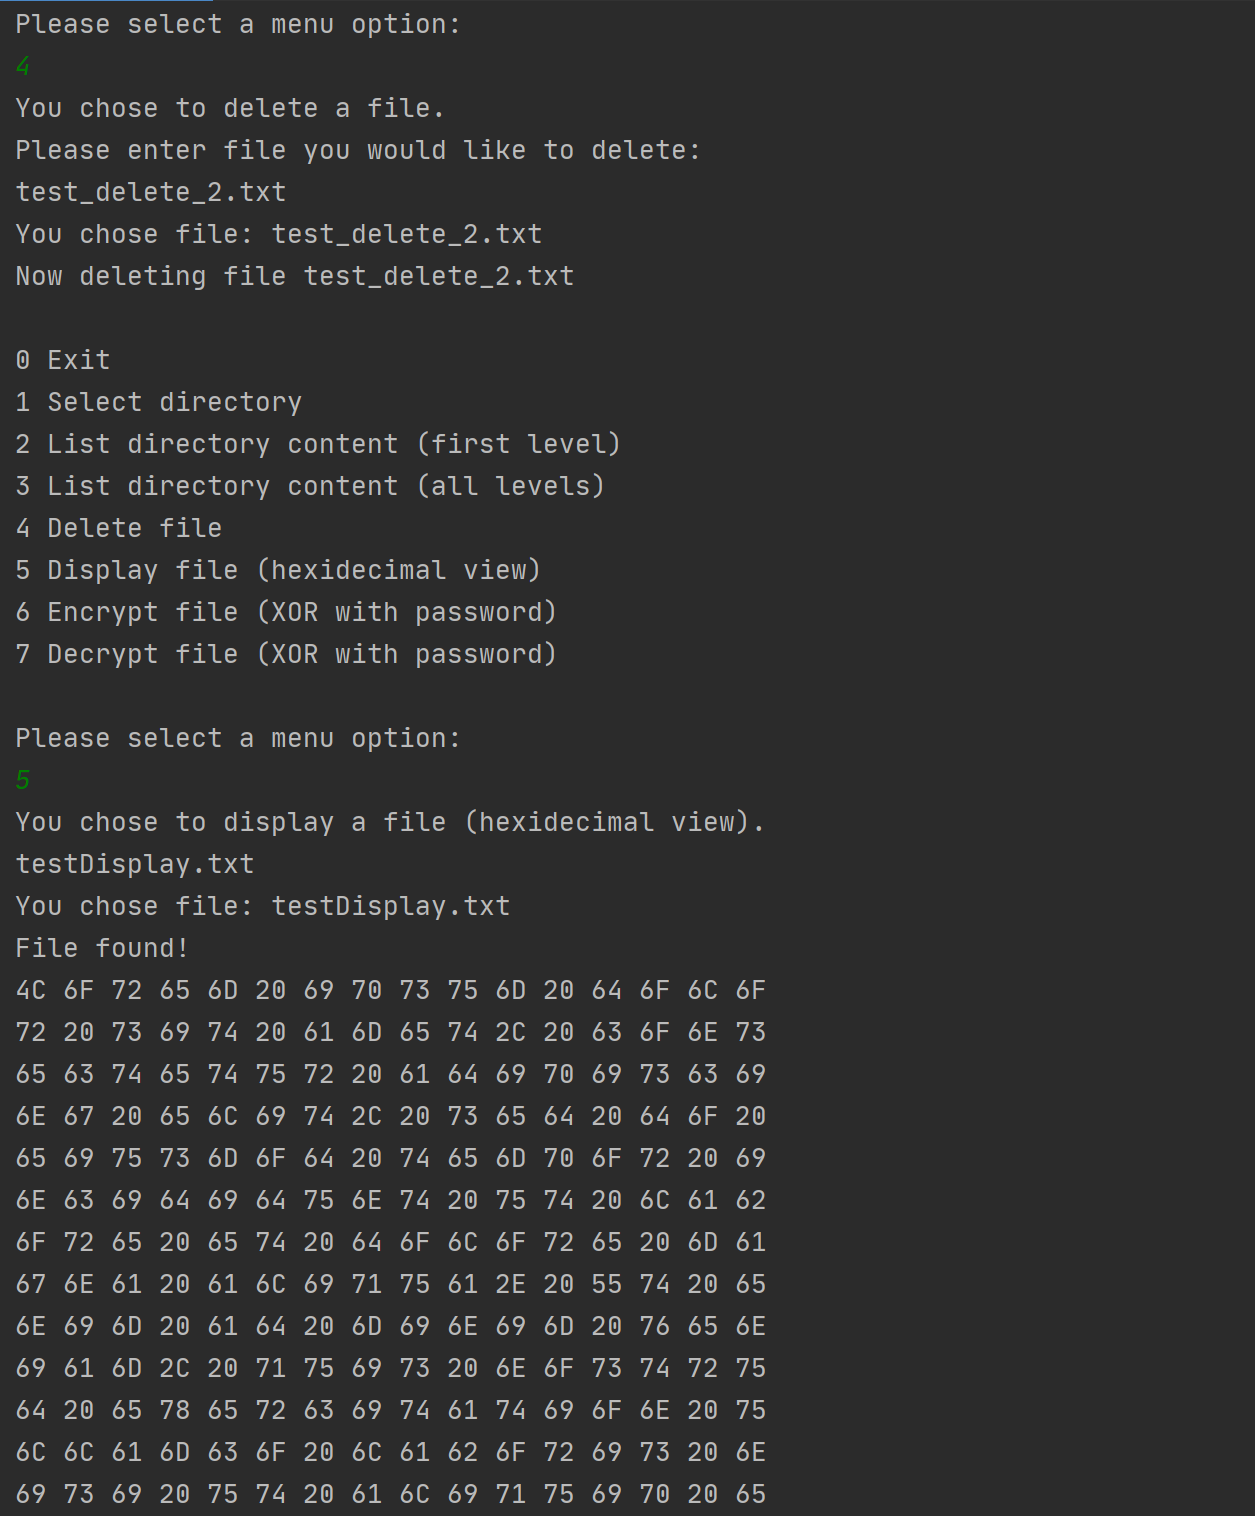 Please select a menu option:
4
You chose to delete a file.
Please enter file you would like to delete:
test_delete_2.txt
You chose file: test_delete_2.txt
Now deleting file test_delete_2.txt
0 Exit
1 Select directory
2 List directory content (first level)
3 List directory content (all levels)
4 Delete file
5 Display file (hexidecimal view)
6 Encrypt file (XOR with password)
7 Decrypt file (XOR with password)
Please select a menu option:
5
You chose to display a file (hexidecimal view).
testDisplay.txt
You chose file: testDisplay.txt
File found!
4C 6F 72 65 6D 20 69 70 73 75 6D 20 64 6F 6C 6F
72 20 73 69 74 20 61 6D 65 74 2C 20 63 6F 6E 73
65 63 74 65 74 75 72 20 61 64 69 70 69 73 63 69
6E 67 20 65 6C 69 74 2C 20 73 65 64 20 64 6F 20
65 69 75 73 6D 6F 64 20 74 65 6D 70 6F 72 20 69
6E 63 69 64 69 64 75 6E 74 20 75 74 20 6C 61 62
6F 72 65 20 65 74 20 64 6F 6C 6F 72 65 20 6D 61
67 6E 61 20 61 6C 69 71 75 61 2E 20 55 74 20 65
6E 69 6D 20 61 64 20 6D 69 6E 69 6D 20 76 65 6E
69 61 6D 2C 20 71 75 69 73 20 6E 6F 73 74 72 75
64 20 65 78 65 72 63 69 74 61 74 69 6F 6E 20 75
6C 6C 61 6D 63 6F 20 6C 61 62 6F 72 69 73 20 6E
69 73 69 20 75 74 20 61 6C 69 71 75 69 70 20 65